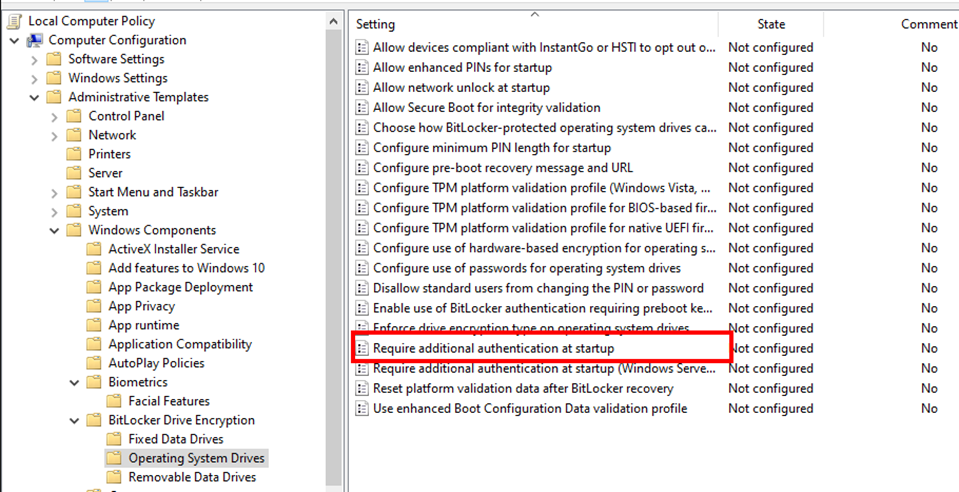 Local Computer Policy
Computer Configuration
Software Settings
Windows Settings
Administrative Templates
Control Panel
Network
Printers
Server
Start Menu and Taskbar
System
Windows Components
ActiveX Installer Service
Add features to Windows 10
App Package Deployment
App Privacy
App runtime
Application Compatibility
AutoPlay Policies
Biometrics
Facial Features
BitLocker Drive Encryption
Fixed Data Drives
Operating System Drives
Removable Data Drives
Setting State Comment
Allow devices compliant with InstantGo or HSTI to opt out o... Not configured No
Allow enhanced PINs for startup Not configured No
Allow network unlock at startup Not configured No
Allow Secure Boot for integrity validation Not configured No
Choose how BitLocker-protected operating system drives ca... Not configured No
Configure minimum PIN length for startup Not configured No
Configure pre-boot recovery message and URL Not configured No
Configure TPM platform validation profile (Windows Vista, ... Not configured No
Configure TPM platform validation profile for BIOS-based fir... Not configured No
Configure TPM platform validation profile for native UEFI fir... Not configured No
Configure use of hardware-based encryption for operating s... Not configured No
Configure use of passwords for operating system drives Not configured No
Disallow standard users from changing the PIN or password Not configured No
Enable use of BitLocker authentication requiring preboot ke... Not configured No
Enforce drive encryption type on operating system drives Not configured No
Require additional authentication at startup Not configured No
Require additional authentication at startup (Windows Serve... Not configured No
Reset platform validation data after BitLocker recovery Not configured No
Use enhanced Boot Configuration Data validation profile Not configured No